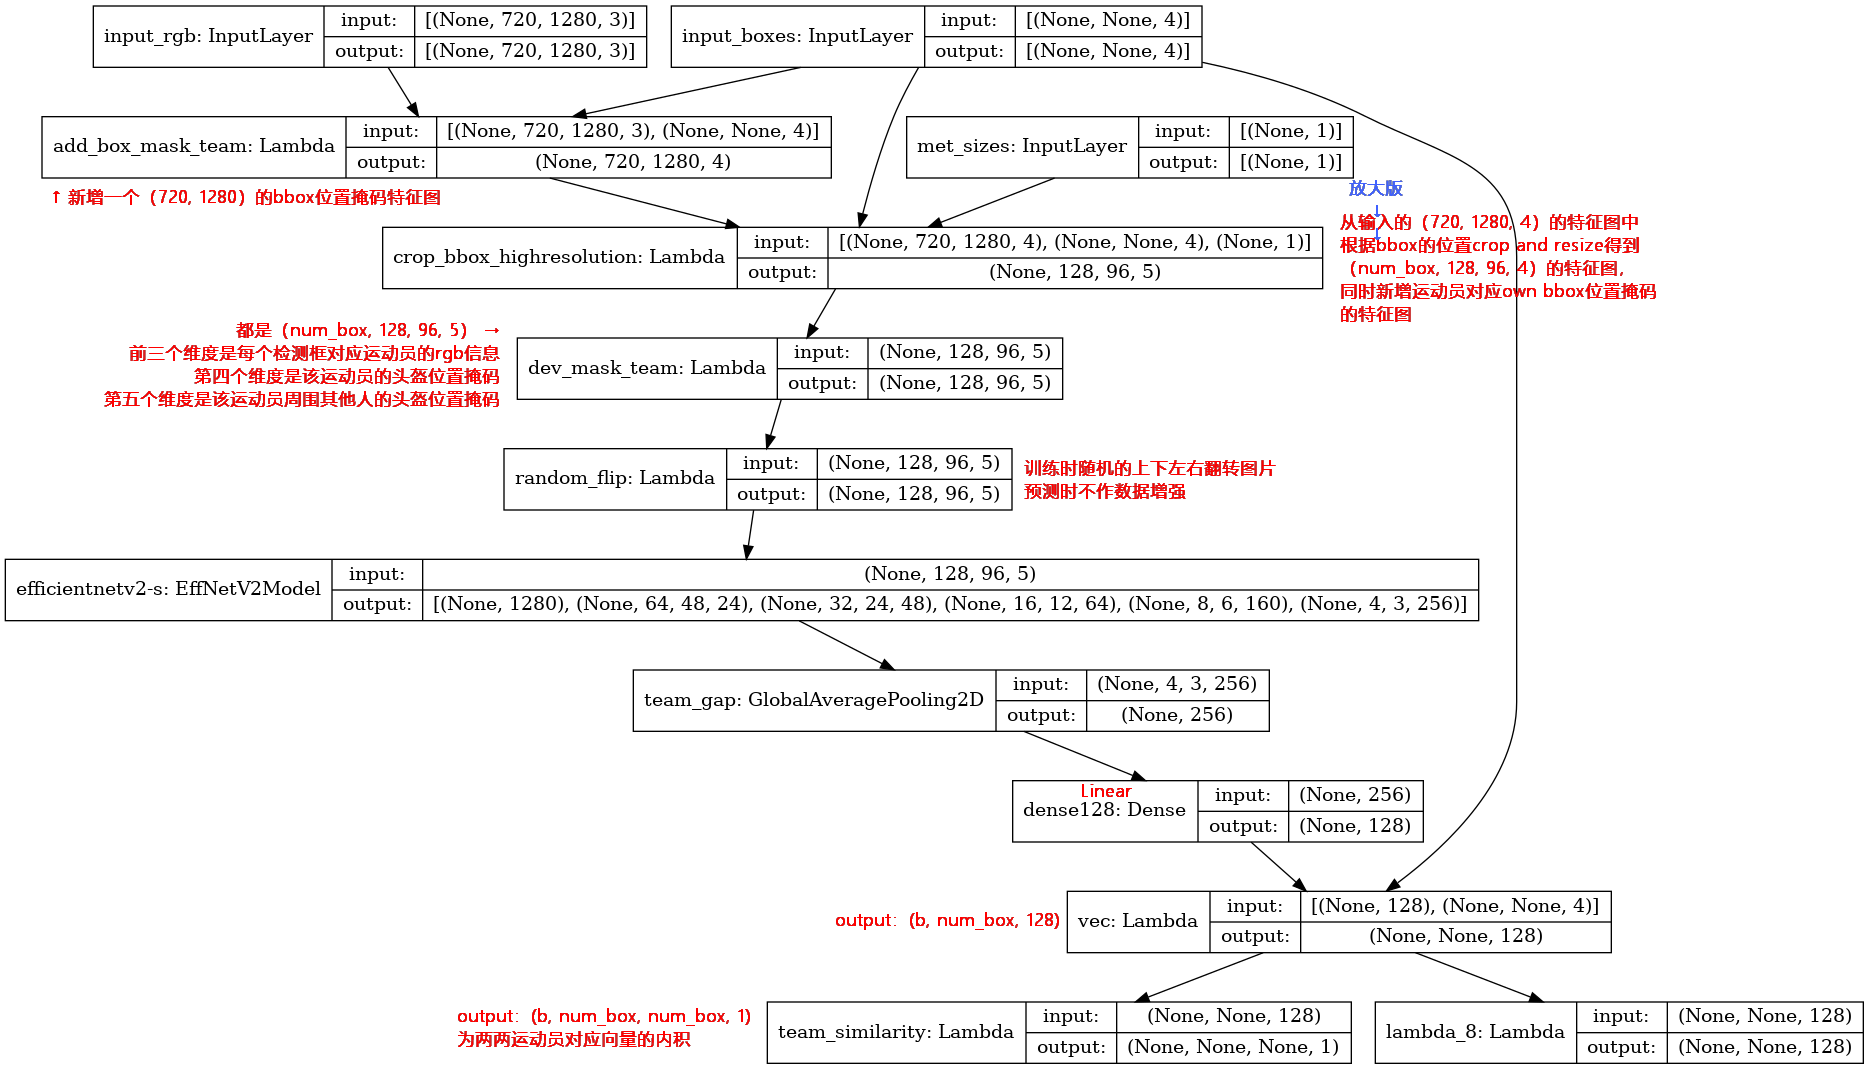 input_rgb: InputLayer
input:
[(None, 720, 1280, 3)]
output:
[(None, 720, 1280, 3)]
input_boxes: InputLayer
input:
[(None, None, 4)]
output:
[(None, None, 4)]
add_box_mask_team: Lambda
input:
[(None, 720, 1280, 3), (None, None, 4)]
output:
(None, 720, 1280, 4)
met_sizes: InputLayer
input:
[(None, 1)]
output:
[(None, 1)]
↑ 新增一个（720, 1280）的bbox位置掩码特征图
放大版
↓
↓
从输入的（720, 1280, 4）的特征图中
根据bbox的位置crop and resize得到
（num_box, 128, 96, 4）的特征图，
同时新增运动员对应own bbox位置掩码
的特征图
crop_bbox_highresolution: Lambda
input:
[(None, 720, 1280, 4), (None, None, 4), (None, 1)]
output:
(None, 128, 96, 5)
都是（num_box, 128, 96, 5） →
前三个维度是每个检测框对应运动员的rgb信息
第四个维度是该运动员的头盔位置掩码
第五个维度是该运动员周围其他人的头盔位置掩码
dev_mask_team: Lambda
input:
(None, 128, 96, 5)
output:
(None, 128, 96, 5)
random_flip: Lambda
input:
(None, 128, 96, 5)
output:
(None, 128, 96, 5)
训练时随机的上下左右翻转图片
预测时不作数据增强
efficientnetv2-s: EffNetV2Model
input:
(None, 128, 96, 5)
output:
[(None, 1280), (None, 64, 48, 24), (None, 32, 24, 48), (None, 16, 12, 64), (None, 8, 6, 160), (None, 4, 3, 256)]
team_gap: GlobalAveragePooling2D
input:
(None, 4, 3, 256)
output:
(None, 256)
Linear
dense128: Dense
input:
(None, 256)
output:
(None, 128)
output:（b, num_box, 128)
vec: Lambda
input:
[(None, 128), (None, None, 4)]
output:
(None, None, 128)
output:（b, num_box, num_box, 1)
为两两运动员对应向量的内积
team_similarity: Lambda
input:
(None, None, 128)
output:
(None, None, None, 1)
lambda_8: Lambda
input:
(None, None, 128)
output:
(None, None, 128)